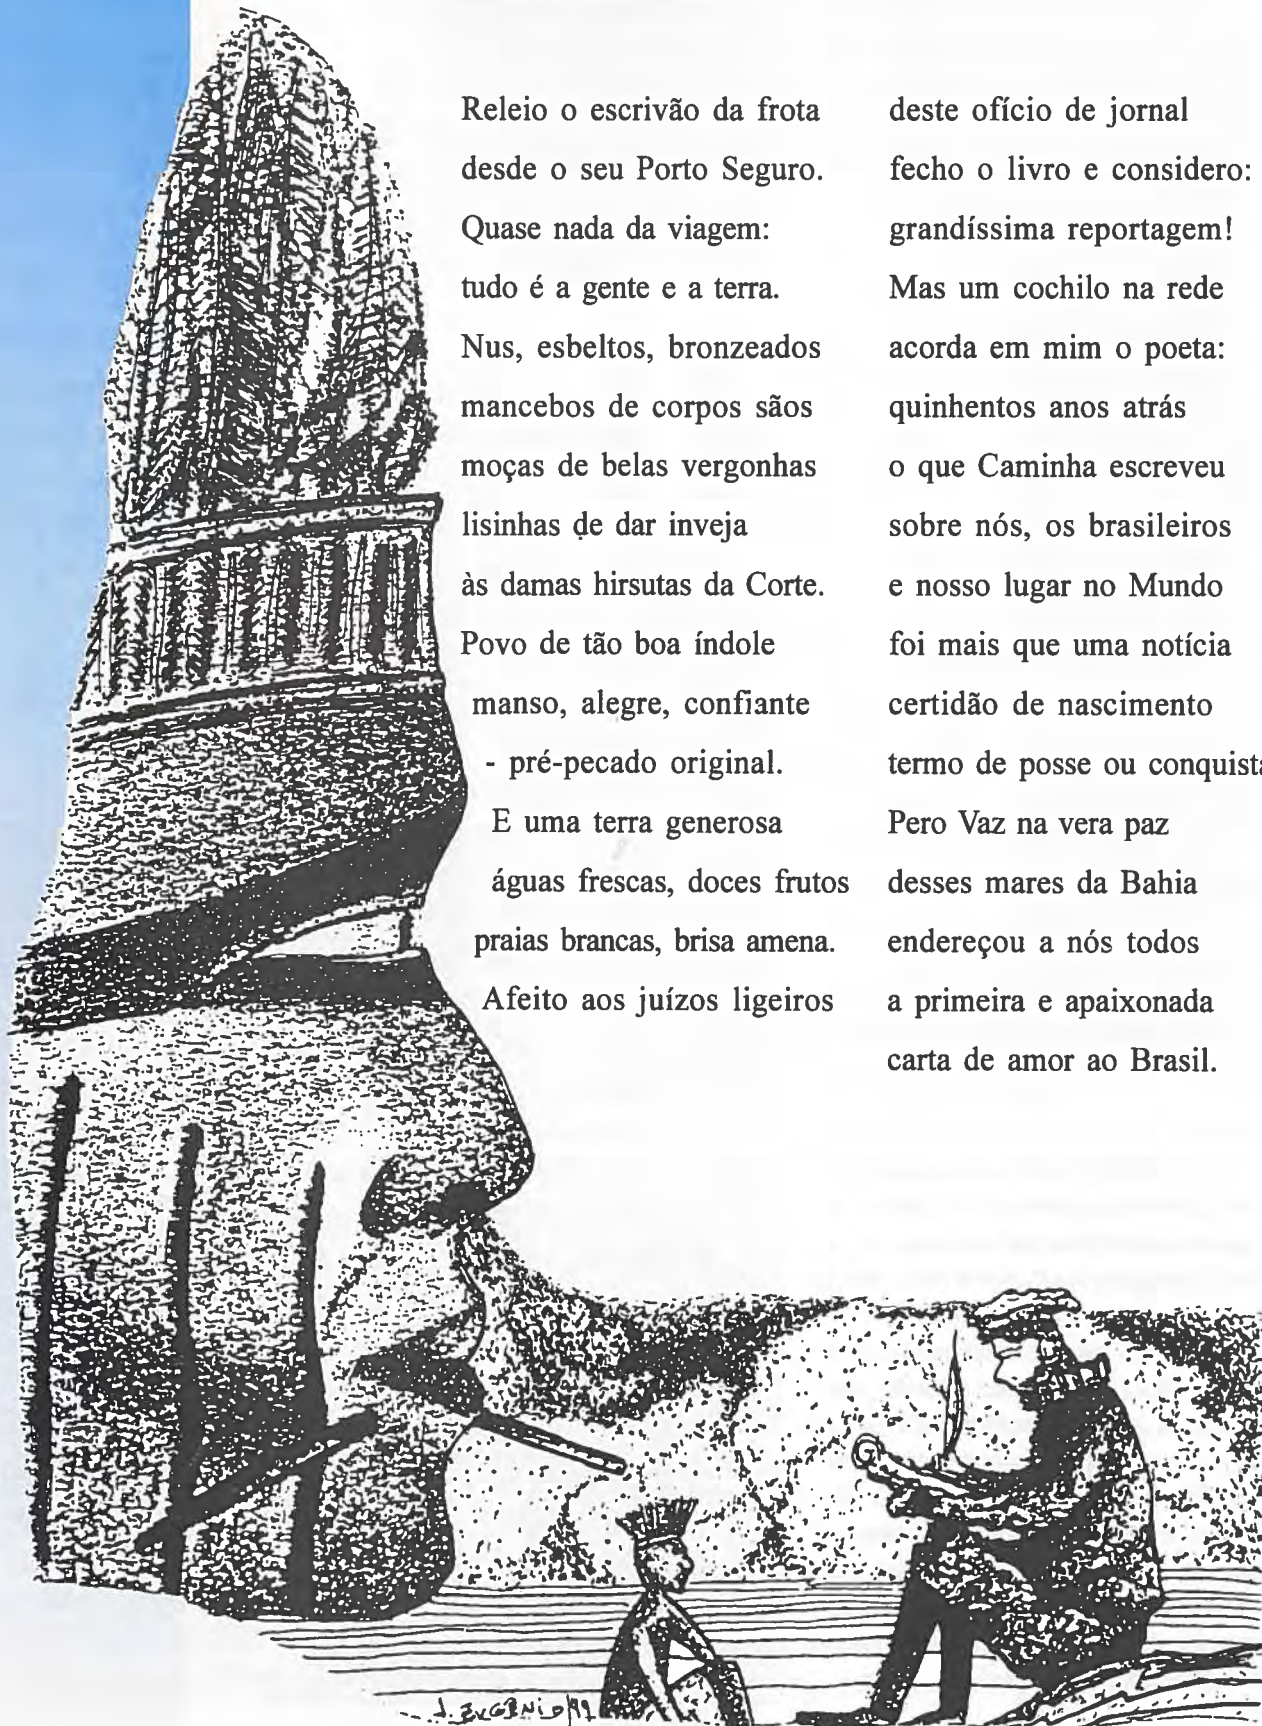 Releio o escrivão da frota
desde o seu Porto Seguro.
Quase nada da viagem:
tudo é a gente e a terra.
Nus, esbeltos, bronzeados
mancebos de corpos sãos
moças de belas vergonhas
lisinhas de dar inveja
às damas hirsutas da Corte.
Povo de tão boa índole
manso, alegre, confiante
- pré-pecado original.
E uma terra generosa
águas frescas, doces frutos
praias brancas, brisa amena.
Afeito aos juízos ligeiros
deste ofício de jornal
fecho o livro e considero:
grandíssima reportagem!
Mas um cochilo na rede
acorda em mim o poeta:
quinhentos anos atrás
o que Caminha escreveu
sobre nós, os brasileiros
e nosso lugar no Mundo
foi mais que uma notícia
certidão de nascimento
termo de posse ou conquista
Pero Vaz na vera paz
desses mares da Bahia
endereçou a nós todos
a primeira e apaixonada
carta de amor ao Brasil.
J. EUGENIO/99